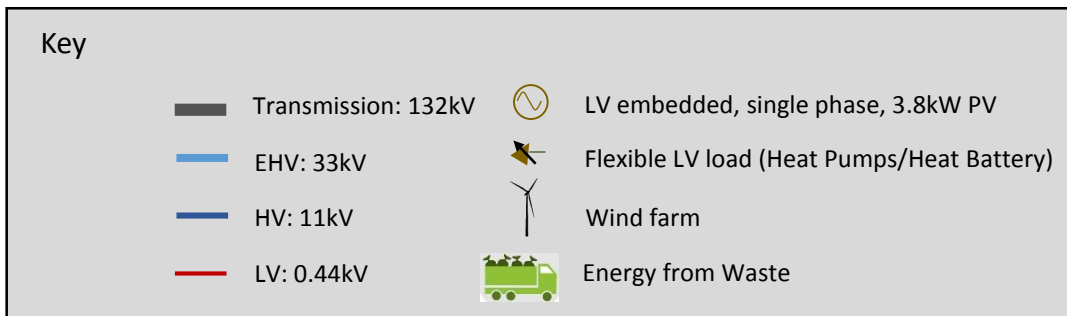 Key
Transmission: 132kV
LV embedded, single phase, 3.8kW PV
EHV: 33kV
Flexible LV load (Heat Pumps/Heat Battery)
HV: 11kV
Wind farm
LV: 0.44kV
Energy from Waste